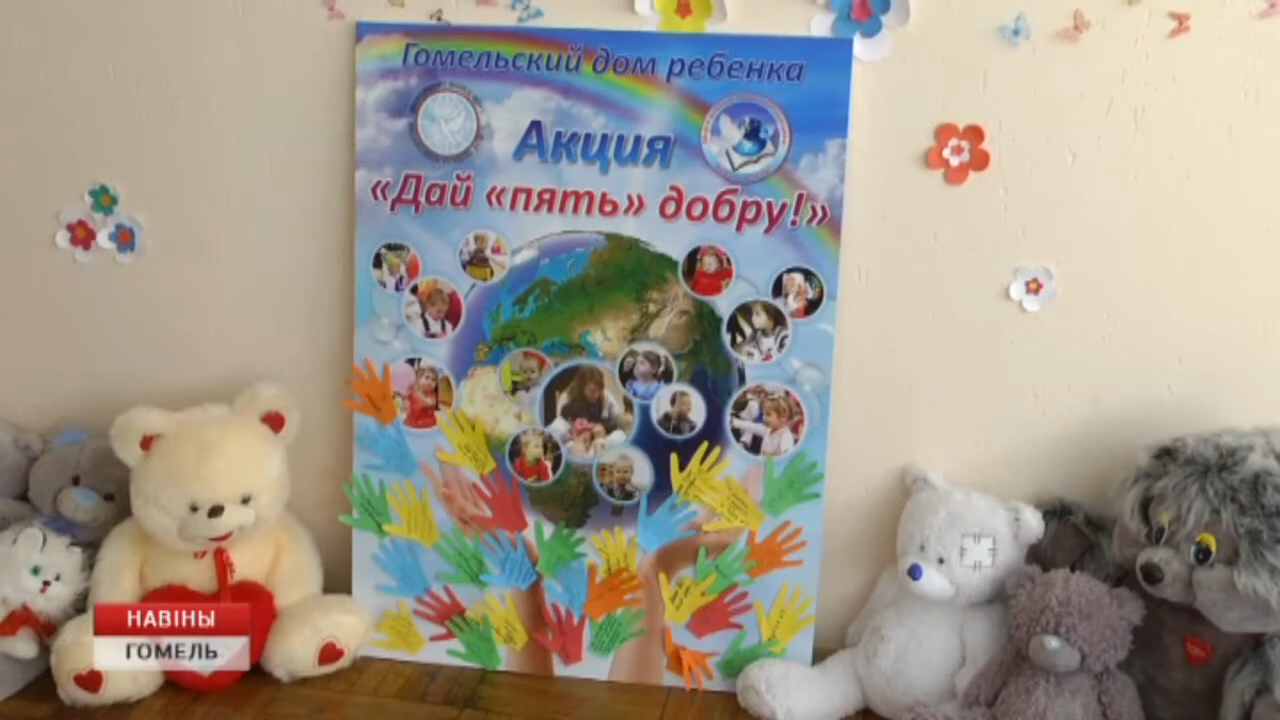 Гомельский дом ребенка
Акция
«Дай «пять» добру!»
НАВІНЫ
ГОМЕЛЬ